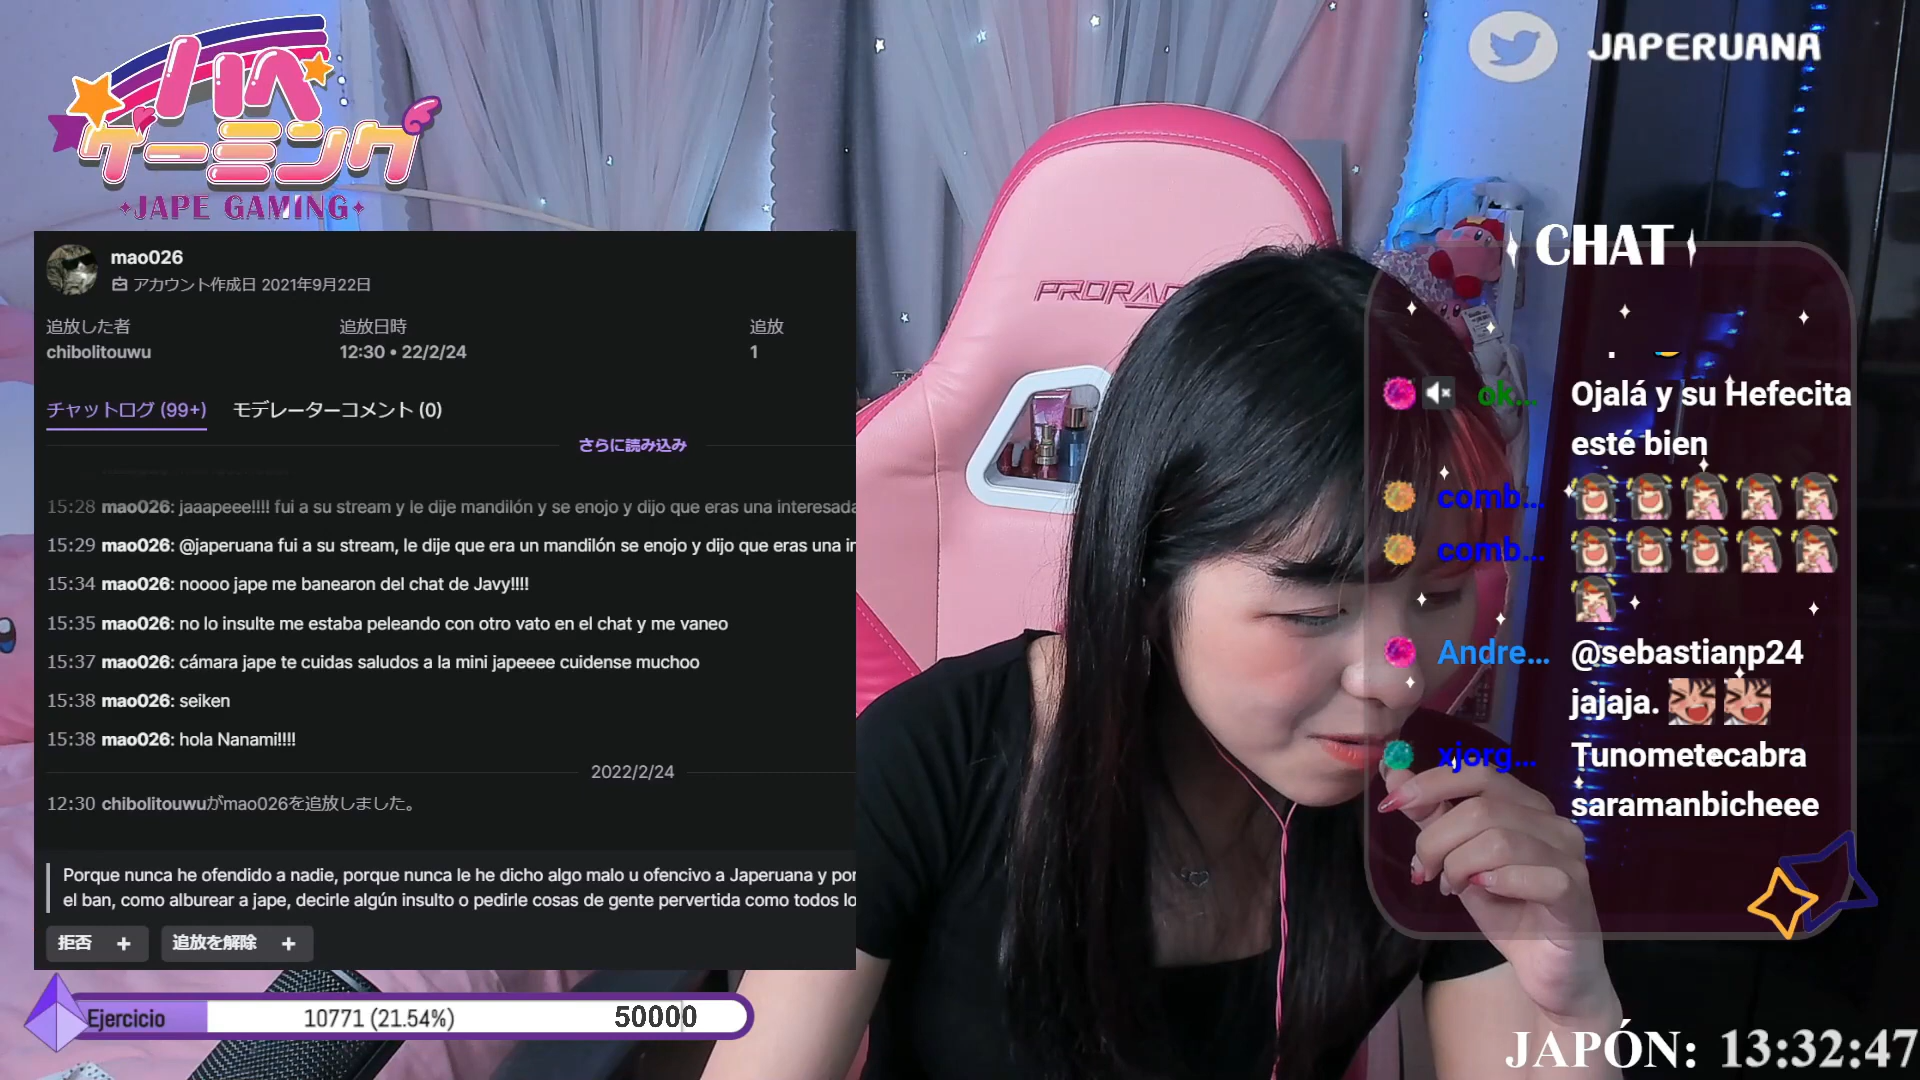 ハペ
ゲーミング
JAPE GAMING
JAPERUANA
PRORAC
mao026
アカウント作成日 2021年9月22日
追放した者
追放日時
追放
chibolitouwu
12:30 • 22/2/24
1
チャットログ (99+)
モデレーターコメント (0)
さらに読み込み
15:28 mao026: jaaapeee!!!! fui a su stream y le dije mandilón y se enojo y dijo que eras una interesada
15:29 mao026: @japeruana fui a su stream, le dije que era un mandilón se enojo y dijo que eras una in
15:34 mao026: noooo jape me banearon del chat de Javy!!!!
15:35 mao026: no lo insulte me estaba peleando con otro vato en el chat y me vaneo
15:37 mao026: cámara jape te cuidas saludos a la mini japeeee cuidense muchoo
15:38 mao026: seiken
15:38 mao026: hola Nanami!!!!
2022/2/24
12:30 chibolitouwuがmao026を追放しました。
Porque nunca he ofendido a nadie, porque nunca le he dicho algo malo u ofencivo a Japeruana y por
el ban, como alburear a jape, decirle algún insulto o pedirle cosas de gente pervertida como todos lo
拒否 +
追放を解除 +
Ejercicio
10771 (21.54%)
50000
CHAT
ok... Ojalá y su Hefecita
esté bien
comb...
comb...
Andre... @sebastianp24
jajaja.
xjorg... Tunometecabra
saramanbicheee
JAPÓN: 13:32:47